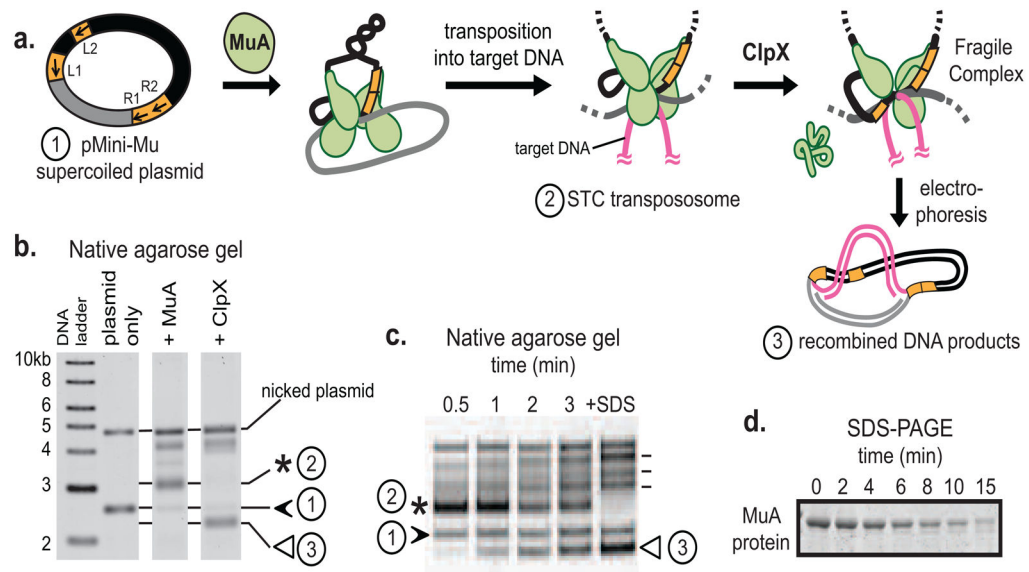 a.
L2
L1
R1
R2
1
pMini-Mu
supercoiled plasmid
MuA
transposition
into target DNA
target DNA
2 STC transpososome
ClpX
Fragile
Complex
electro-
phoresis
3 recombined DNA products
b.
Native agarose gel
DNA
ladder
plasmid
only
+ MuA
+ ClpX
10kb
8
6
5
4
3
2
nicked plasmid
* 2
1
3
c.
Native agarose gel
time (min)
0.5 1 2 3 +SDS
2 *
1
3
d.
SDS-PAGE
time (min)
0 2 4 6 8 10 15
MuA
protein